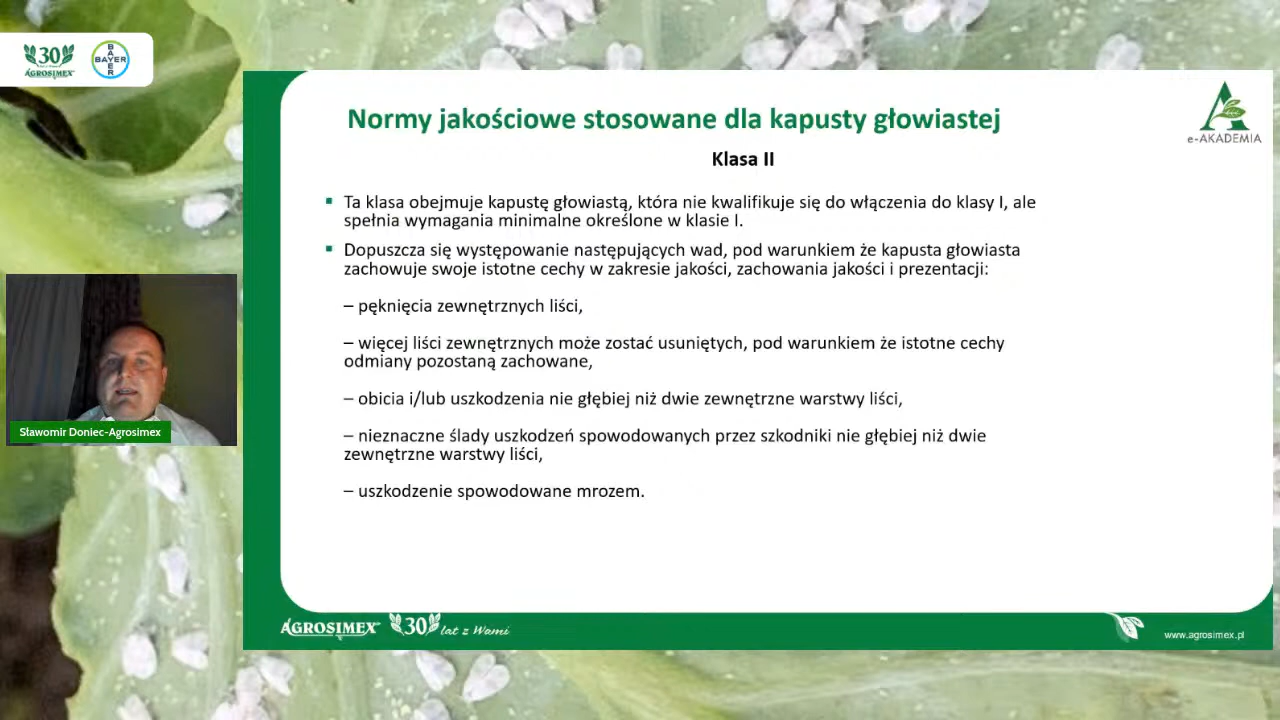 30
AGROSIMEX
BAYER
BAYER
Normy jakościowe stosowane dla kapusty głowiastej
e-AKADEMIA
Klasa II
Ta klasa obejmuje kapustę głowiastą, która nie kwalifikuje się do włączenia do klasy I, ale
spełnia wymagania minimalne określone w klasie I.
Dopuszcza się występowanie następujących wad, pod warunkiem że kapusta głowiasta
zachowuje swoje istotne cechy w zakresie jakości, zachowania jakości i prezentacji:
– pęknięcia zewnętrznych liści,
– więcej liści zewnętrznych może zostać usuniętych, pod warunkiem że istotne cechy
odmiany pozostaną zachowane,
– obicia i/lub uszkodzenia nie głębiej niż dwie zewnętrzne warstwy liści,
– nieznaczne ślady uszkodzeń spowodowanych przez szkodniki nie głębiej niż dwie
zewnętrzne warstwy liści,
– uszkodzenie spowodowane mrozem.
Sławomir Doniec-Agrosimex
AGROSIMEX 30 lat z Wami
www.agrosimex.pl